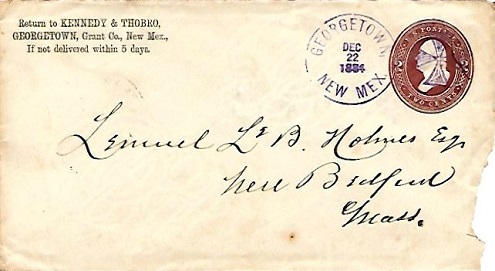 Return to KENNEDY & THOBRO,
GEORGETOWN, Grant Co., New Mex.,
If not delivered within 5 days.
GEORGETOWN
DEC
22
1884
NEW MEX.
U.S. POSTAGE
TWO CENTS
Lemuel Le B. Holmes Esq
New Bedford
Mass.